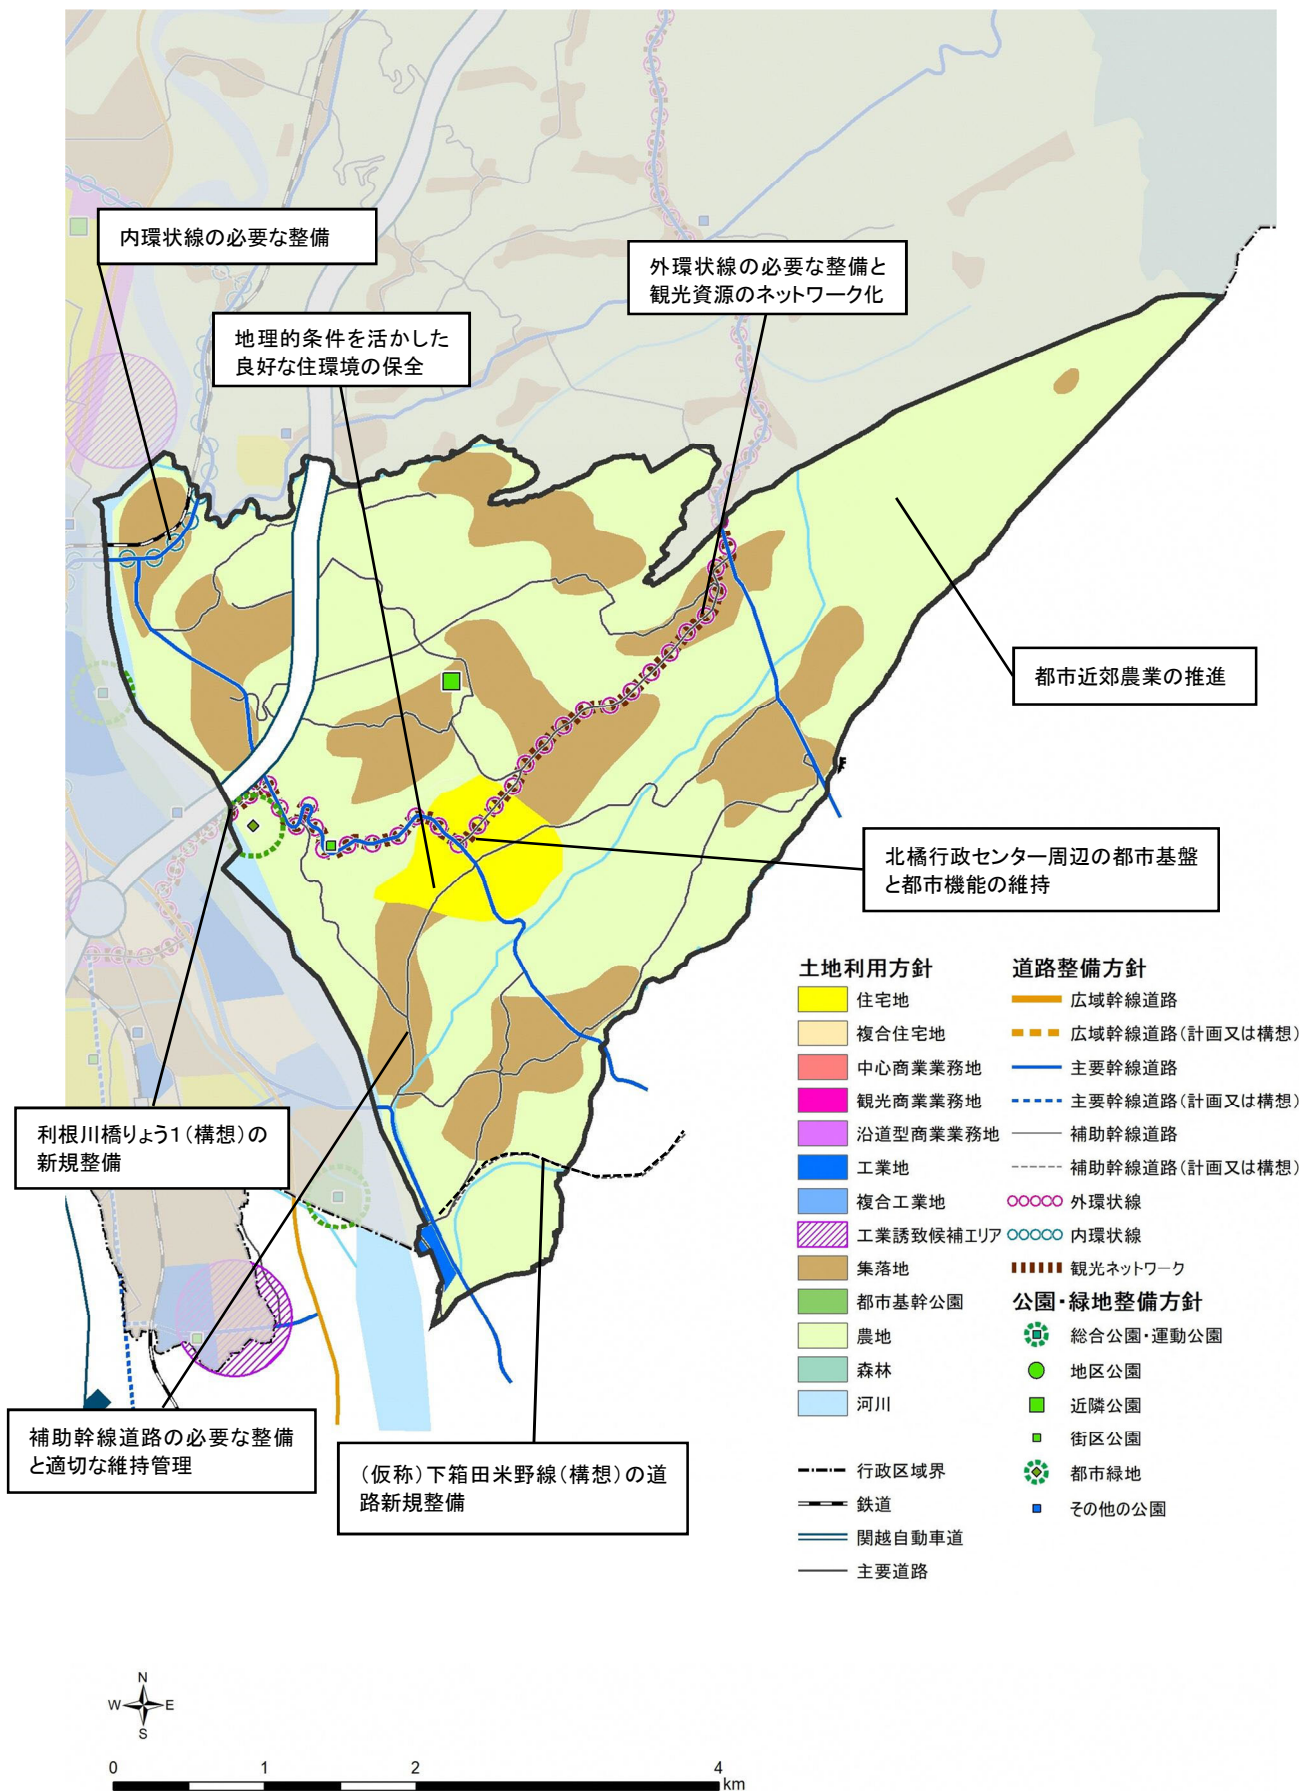 内環状線の必要な整備
外環状線の必要な整備と
観光資源のネットワーク化
地理的条件を活かした
良好な住環境の保全
都市近郊農業の推進
北橘行政センター周辺の都市基盤
と都市機能の維持
利根川橋りょう1(構想)の
新規整備
補助幹線道路の必要な整備
と適切な維持管理
(仮称)下箱田米野線(構想)の道
路新規整備
土地利用方針
住宅地
複合住宅地
中心商業業務地
観光商業業務地
沿道型商業業務地
工業地
複合工業地
工業誘致候補エリア
集落地
都市基幹公園
農地
森林
河川
行政区域界
鉄道
関越自動車道
主要道路
道路整備方針
広域幹線道路
広域幹線道路(計画又は構想)
主要幹線道路
主要幹線道路(計画又は構想)
補助幹線道路
補助幹線道路(計画又は構想)
外環状線
内環状線
観光ネットワーク
公園・緑地整備方針
総合公園・運動公園
地区公園
近隣公園
街区公園
都市緑地
その他の公園
N
W E
S
0 1 2 4
km